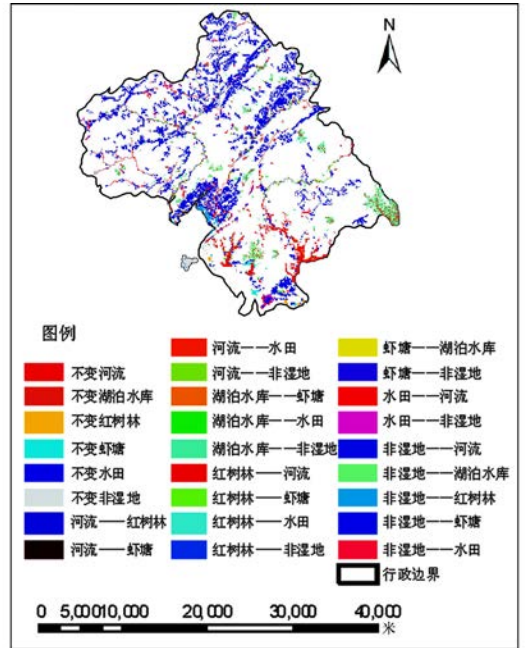 N
图例
不变河流
不变湖泊水库
不变红树林
不变虾塘
不变水田
不变非湿地
河流——红树林
河流——虾塘
河流——水田
河流——非湿地
湖泊水库——虾塘
湖泊水库——水田
湖泊水库——非湿地
红树林——河流
红树林——虾塘
红树林——水田
红树林——非湿地
虾塘——湖泊水库
虾塘——非湿地
水田——河流
水田——非湿地
非湿地——河流
非湿地——湖泊水库
非湿地——红树林
非湿地——虾塘
非湿地——水田
行政边界
0 5,000 10,000 20,000 30,000 40,000
米